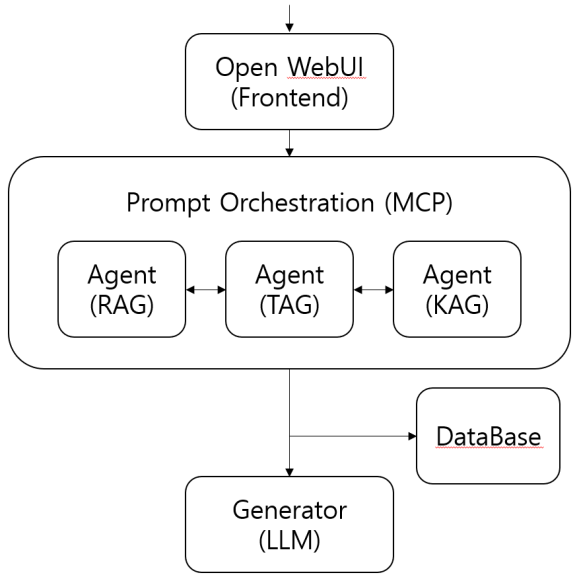 Open WebUI
(Frontend)
Prompt Orchestration (MCP)
Agent
(RAG)
Agent
(TAG)
Agent
(KAG)
DataBase
Generator
(LLM)